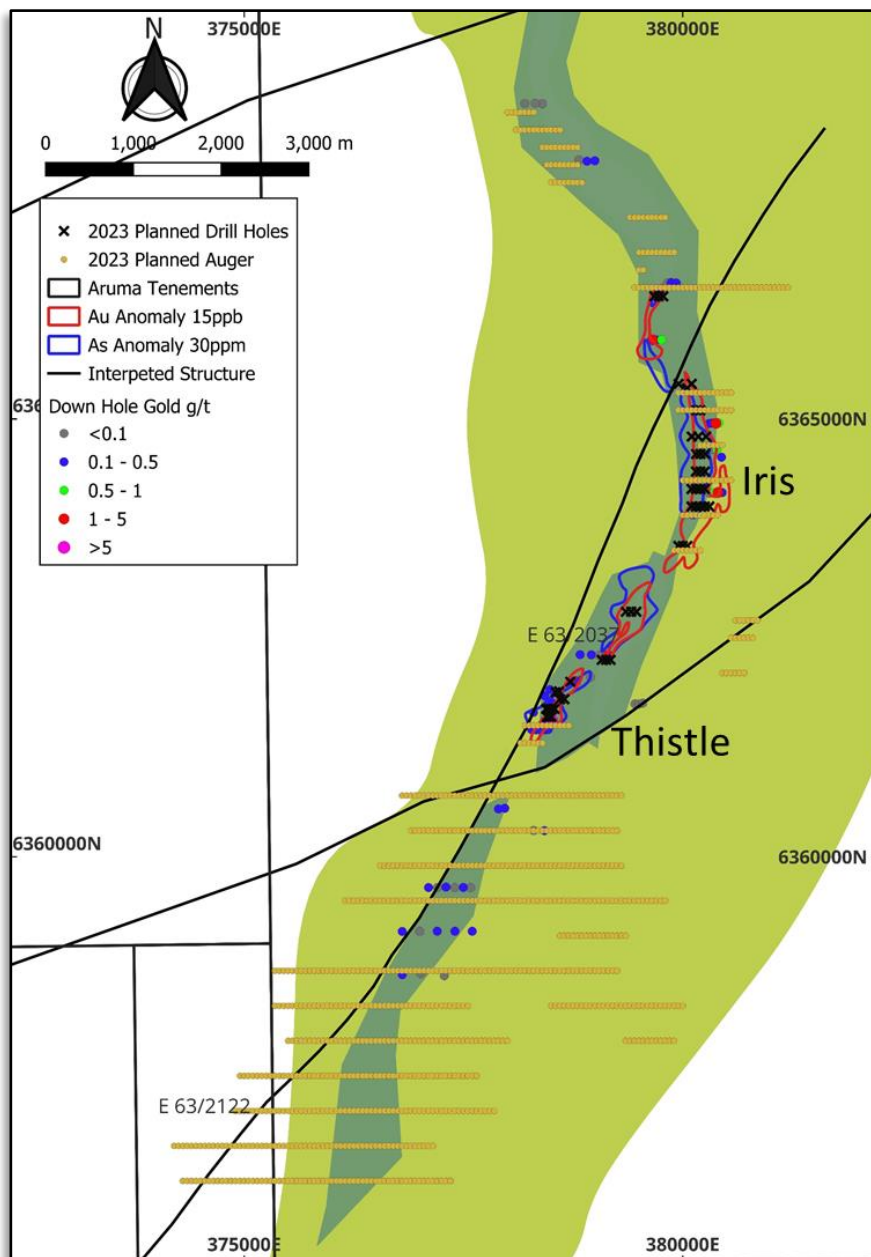 375000E
380000E
N
0 1,000 2,000 3,000 m
2023 Planned Drill Holes
2023 Planned Auger
Aruma Tenements
Au Anomaly 15ppb
As Anomaly 30ppm
Interpeted Structure
Down Hole Gold g/t
<0.1
0.1 - 0.5
0.5 - 1
1 - 5
>5
6365000N
Iris
E 63/2037
Thistle
6360000N
6360000N
E 63/2122
375000E
380000E